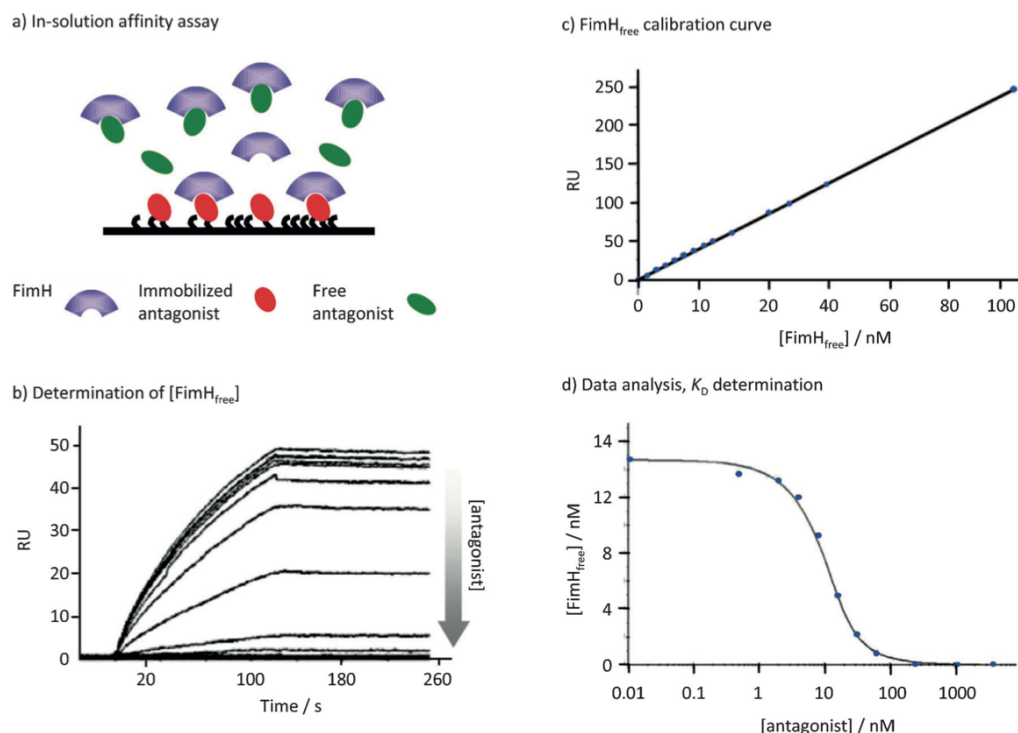 a) In-solution affinity assay
FimH
Immobilized
antagonist
Free
antagonist
b) Determination of [FimHfree]
RU
50
40
30
20
10
0
20
100
180
260
Time / s
[antagonist]
c) FimHfree calibration curve
RU
250
200
150
100
50
0
0
10
20
40
60
80
100
[FimHfree] / nM
d) Data analysis, KD determination
[FimHfree] / nM
14
12
8
4
0
0.01
0.1
1
10
100
1000
[antagonist] / nM